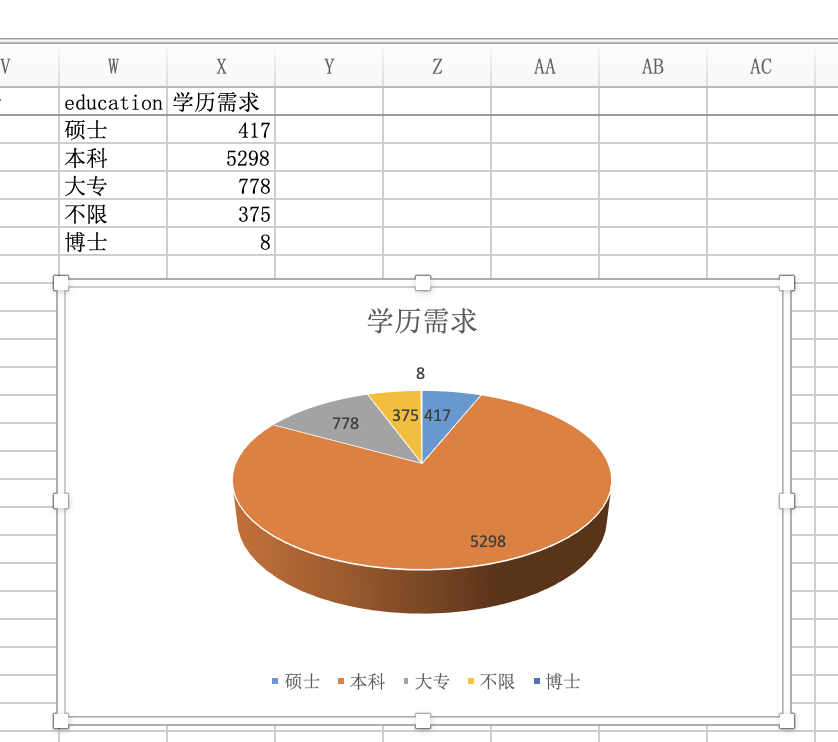 V W X Y Z AA AB AC
education 学历需求
硕士 417
本科 5298
大专 778
不限 375
博士 8
学历需求
8
778 375 417
5298
硕士 本科 大专 不限 博士